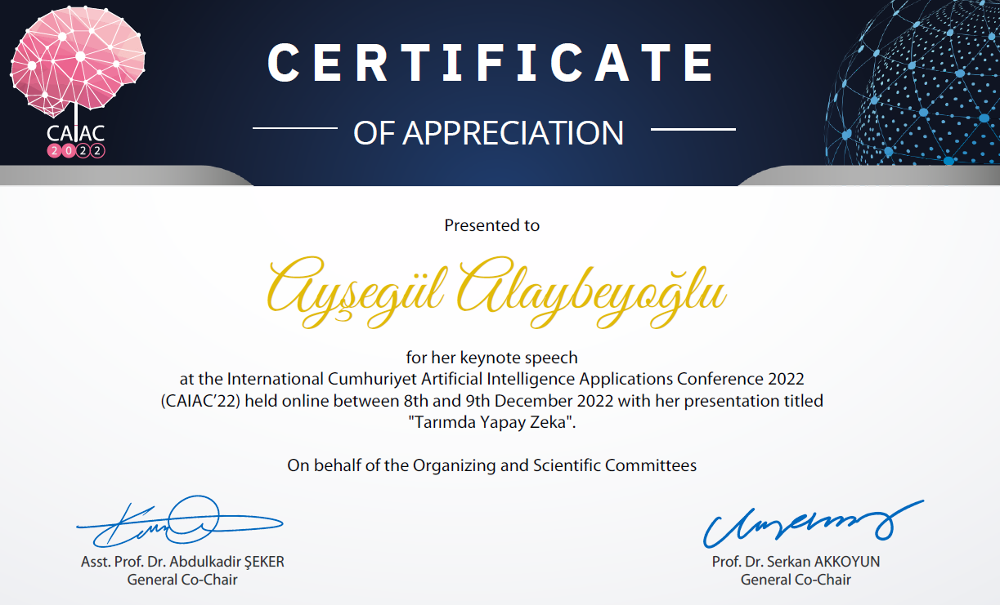 CAIAC
2022
CERTIFICATE
OF APPRECIATION
Presented to
Ayşegül Alaybeyoğlu
for her keynote speech
at the International Cumhuriyet Artificial Intelligence Applications Conference 2022
(CAIAC’22) held online between 8th and 9th December 2022 with her presentation titled
"Tarımda Yapay Zeka".
On behalf of the Organizing and Scientific Committees
Asst. Prof. Dr. Abdulkadir ŞEKER
General Co-Chair
Prof. Dr. Serkan AKKOYUN
General Co-Chair